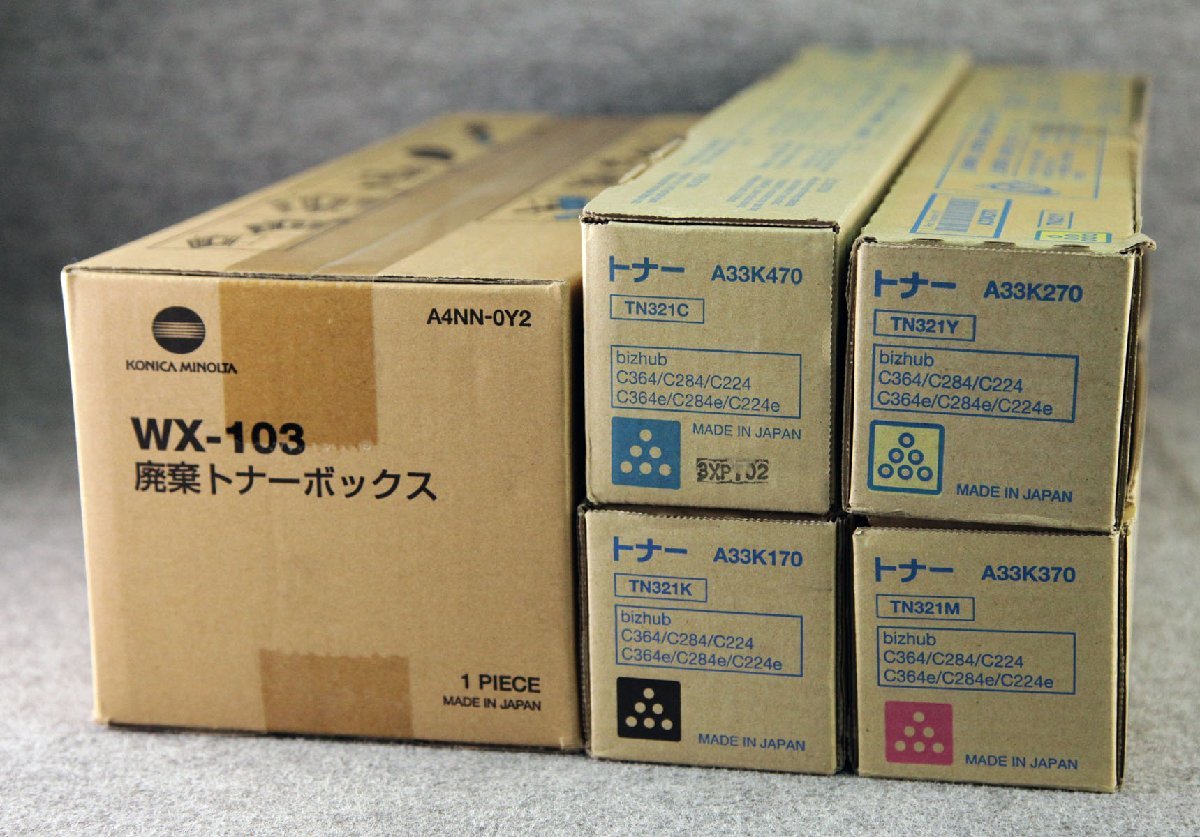 KONICA MINOLTA
A4NN-0Y2
WX-103
廃棄トナーボックス
1 PIECE
MADE IN JAPAN
トナー A33K470
TN321C
bizhub
C364/C284/C224
C364e/C284e/C224e
MADE IN JAPAN
トナー A33K270
TN321Y
bizhub
C364/C284/C224
C364e/C284e/C224e
MADE IN JAPAN
トナー A33K170
TN321K
bizhub
C364/C284/C224
C364e/C284e/C224e
MADE IN JAPAN
トナー A33K370
TN321M
bizhub
C364/C284/C224
C364e/C284e/C224e
MADE IN JAPAN